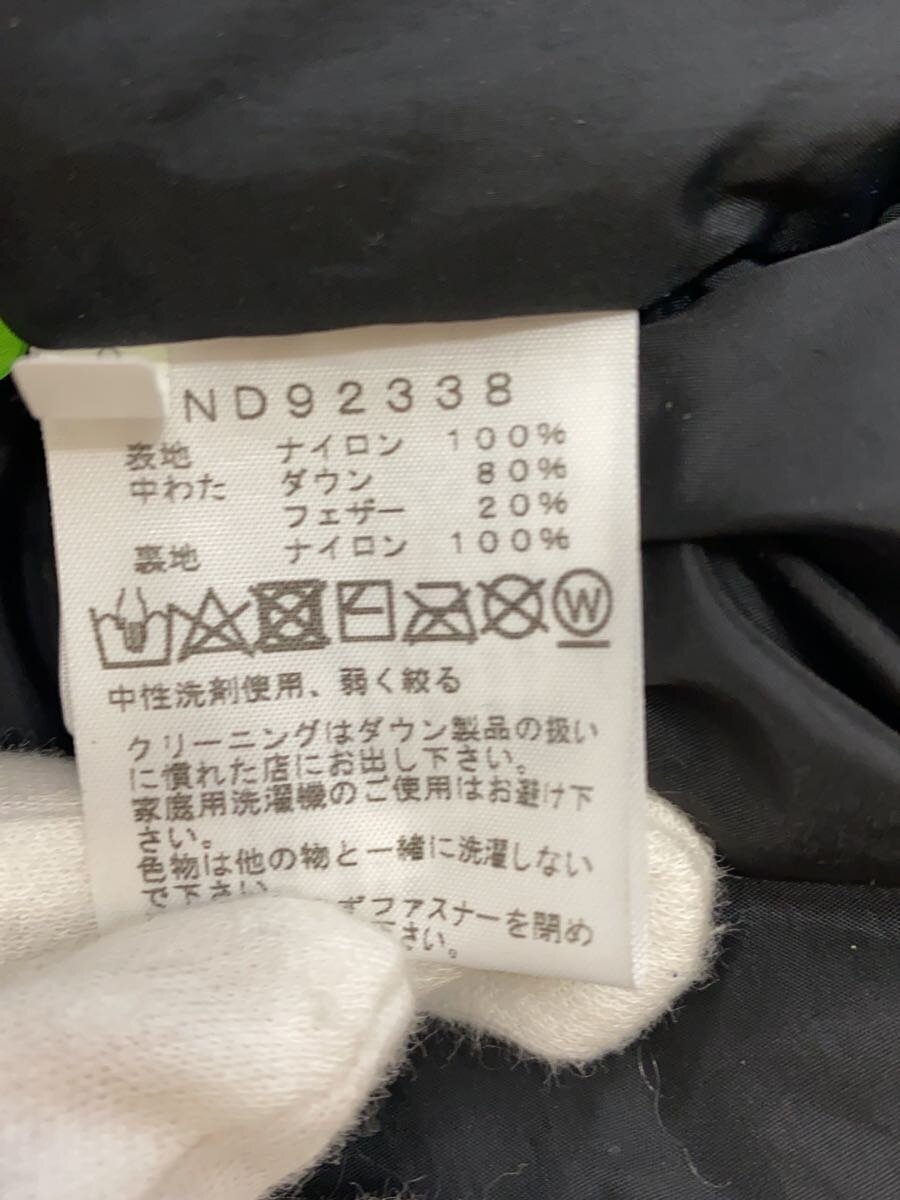 ND92338
表地 ナイロン 100%
中わた ダウン 80%
フェザー 20%
裏地 ナイロン 100%
W
中性洗剤使用、弱く絞る
クリーニングはダウン製品の扱い
に慣れた店にお出し下さい。
家庭用洗濯機のご使用はお避け下
さい。
色物は他の物と一緒に洗濯しない
で下さい
ずファスナーを閉め
さい。